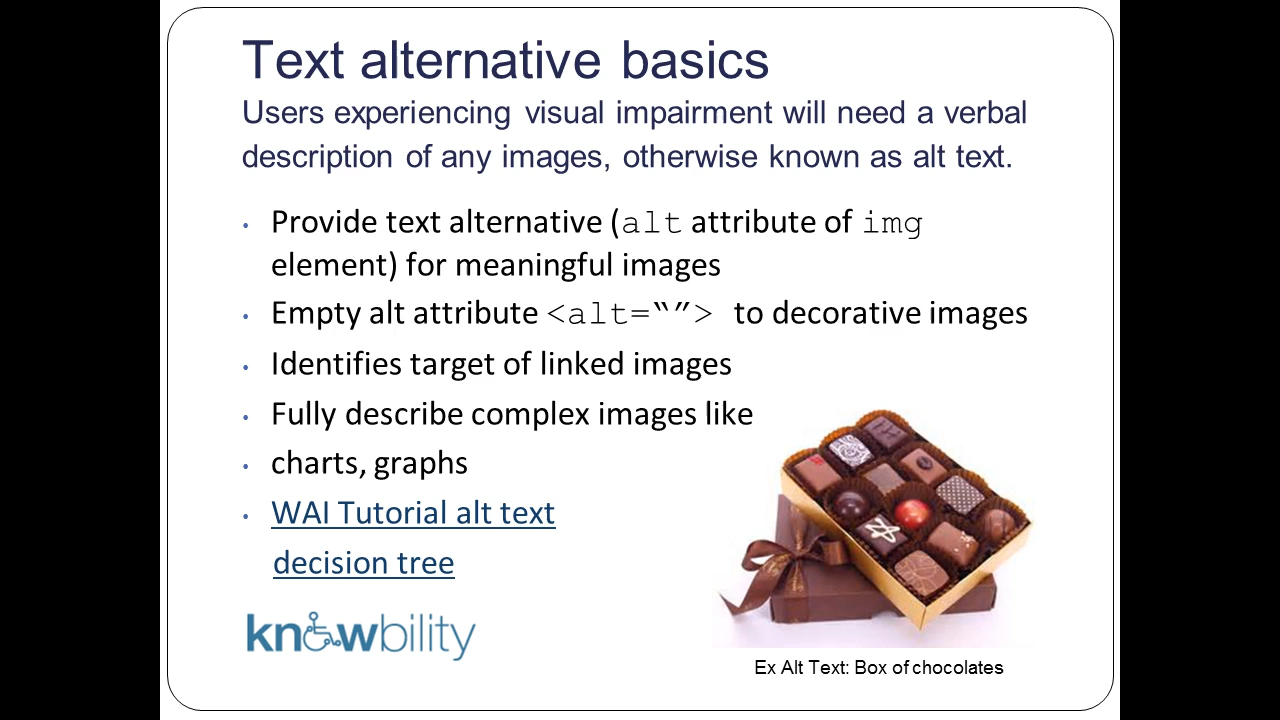 Text alternative basics
Users experiencing visual impairment will need a verbal
description of any images, otherwise known as alt text.
• Provide text alternative (alt attribute of img
element) for meaningful images
• Empty alt attribute <alt=“”> to decorative images
• Identifies target of linked images
• Fully describe complex images like
• charts, graphs
• WAI Tutorial alt text
decision tree
knowbility
Ex Alt Text: Box of chocolates